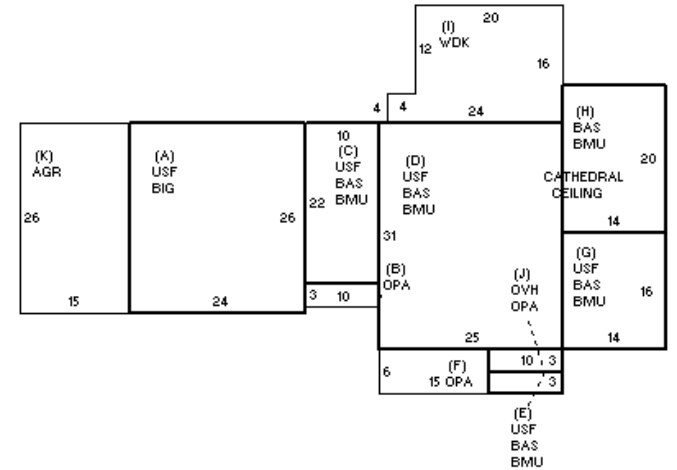 20
(I)
WDK
12
16
4
4
24
(K)
AGR
26
15
(A)
USF
BIG
26
24
10
(C)
USF
BAS
BMU
22
3
10
(D)
USF
BAS
BMU
31
(B)
OPA
25
(H)
BAS
BMU
20
CATHEDRAL
CEILING
14
(G)
USF
BAS
BMU
16
14
(J)
OVH
OPA
6
(F)
15 OPA
10
3
3
(E)
USF
BAS
BMU